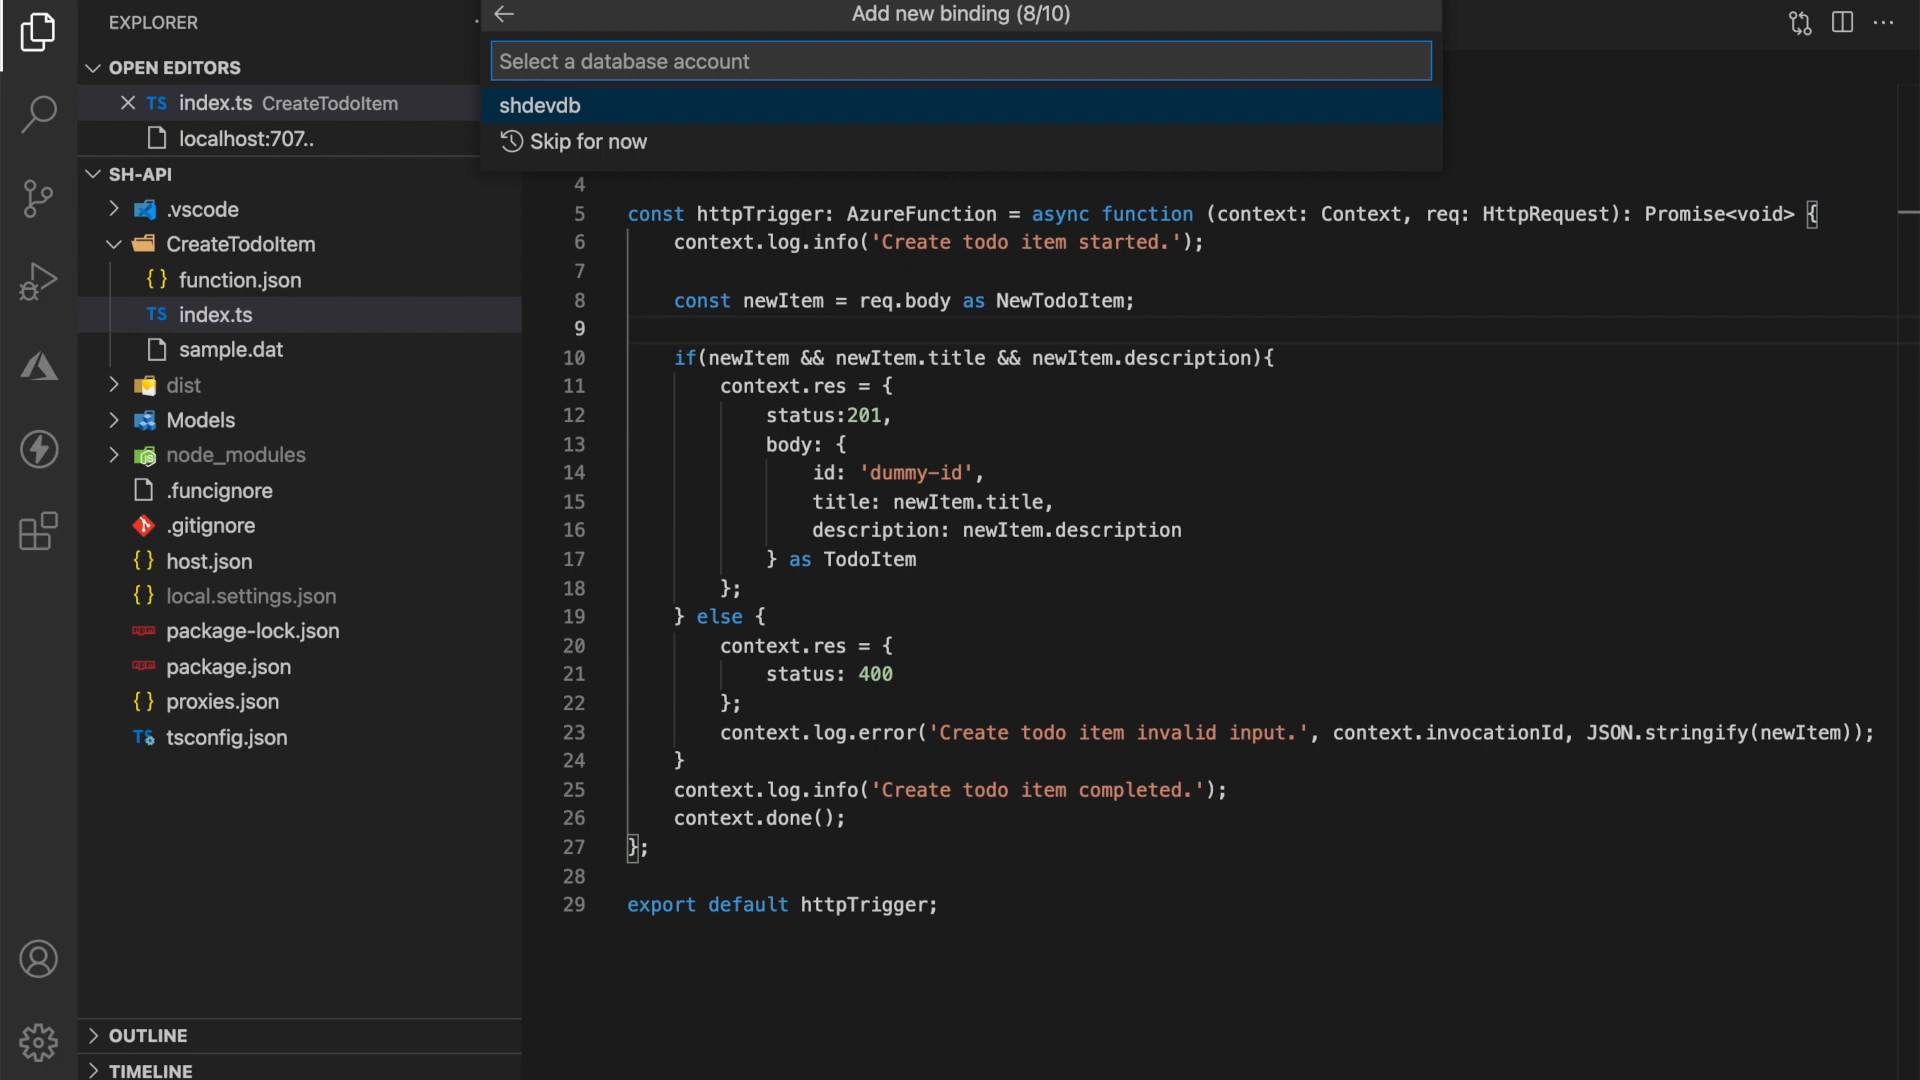 EXPLORER
OPEN EDITORS
TS index.ts CreateTodoItem
localhost:707..
SH-API
.vscode
CreateTodoItem
{} function.json
TS index.ts
sample.dat
dist
Models
node_modules
.funcignore
.gitignore
{} host.json
{} local.settings.json
package-lock.json
package.json
{} proxies.json
TS tsconfig.json
OUTLINE
TIMELINE
Add new binding (8/10)
Select a database account
shdevdb
Skip for now
4
5 const httpTrigger: AzureFunction = async function (context: Context, req: HttpRequest): Promise<void> {
6 context.log.info('Create todo item started.');
7
8 const newItem = req.body as NewTodoItem;
9
10 if(newItem && newItem.title && newItem.description){
11 context.res = {
12 status:201,
13 body: {
14 id: 'dummy-id',
15 title: newItem.title,
16 description: newItem.description
17 } as TodoItem
18 };
19 } else {
20 context.res = {
21 status: 400
22 };
23 context.log.error('Create todo item invalid input.', context.invocationId, JSON.stringify(newItem));
24 }
25 context.log.info('Create todo item completed.');
26 context.done();
27 };
28
29 export default httpTrigger;